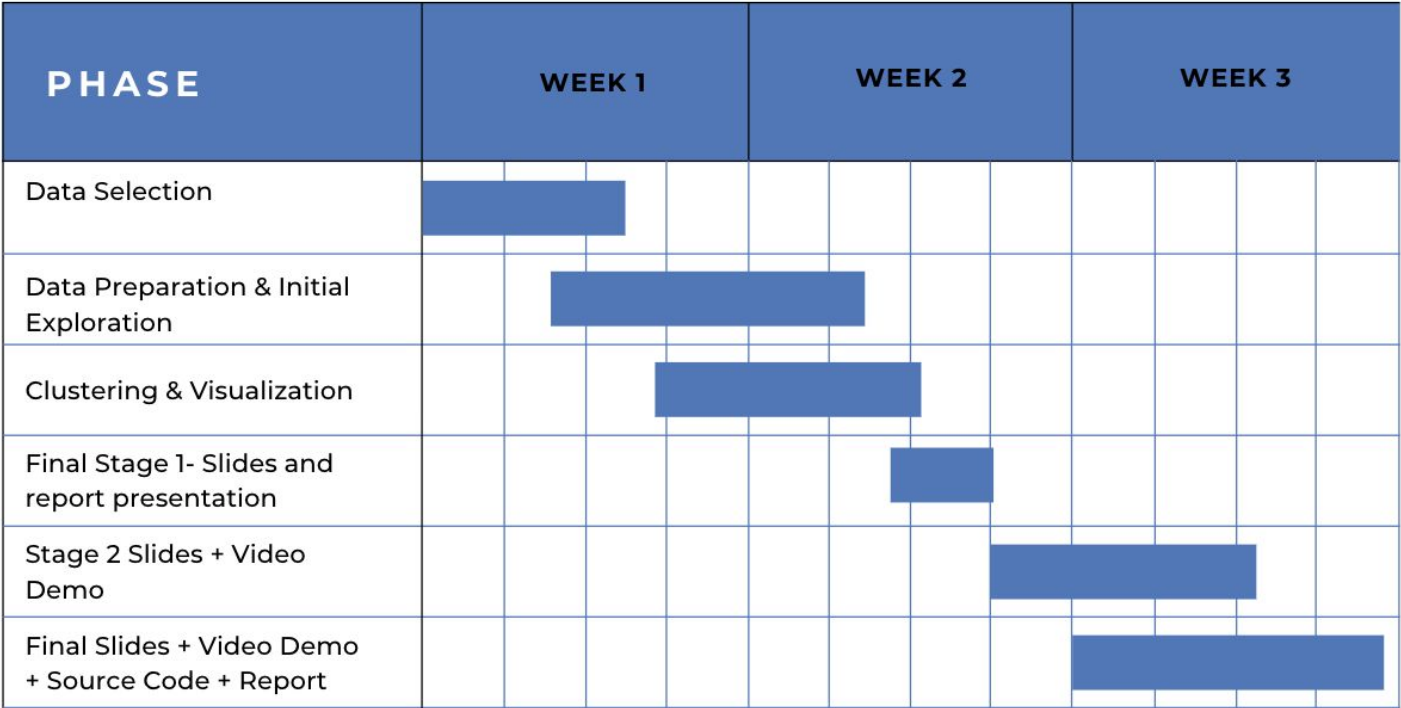 PHASE
WEEK 1
WEEK 2
WEEK 3
Data Selection
Data Preparation & Initial
Exploration
Clustering & Visualization
Final Stage 1- Slides and
report presentation
Stage 2 Slides + Video
Demo
Final Slides + Video Demo
+ Source Code + Report